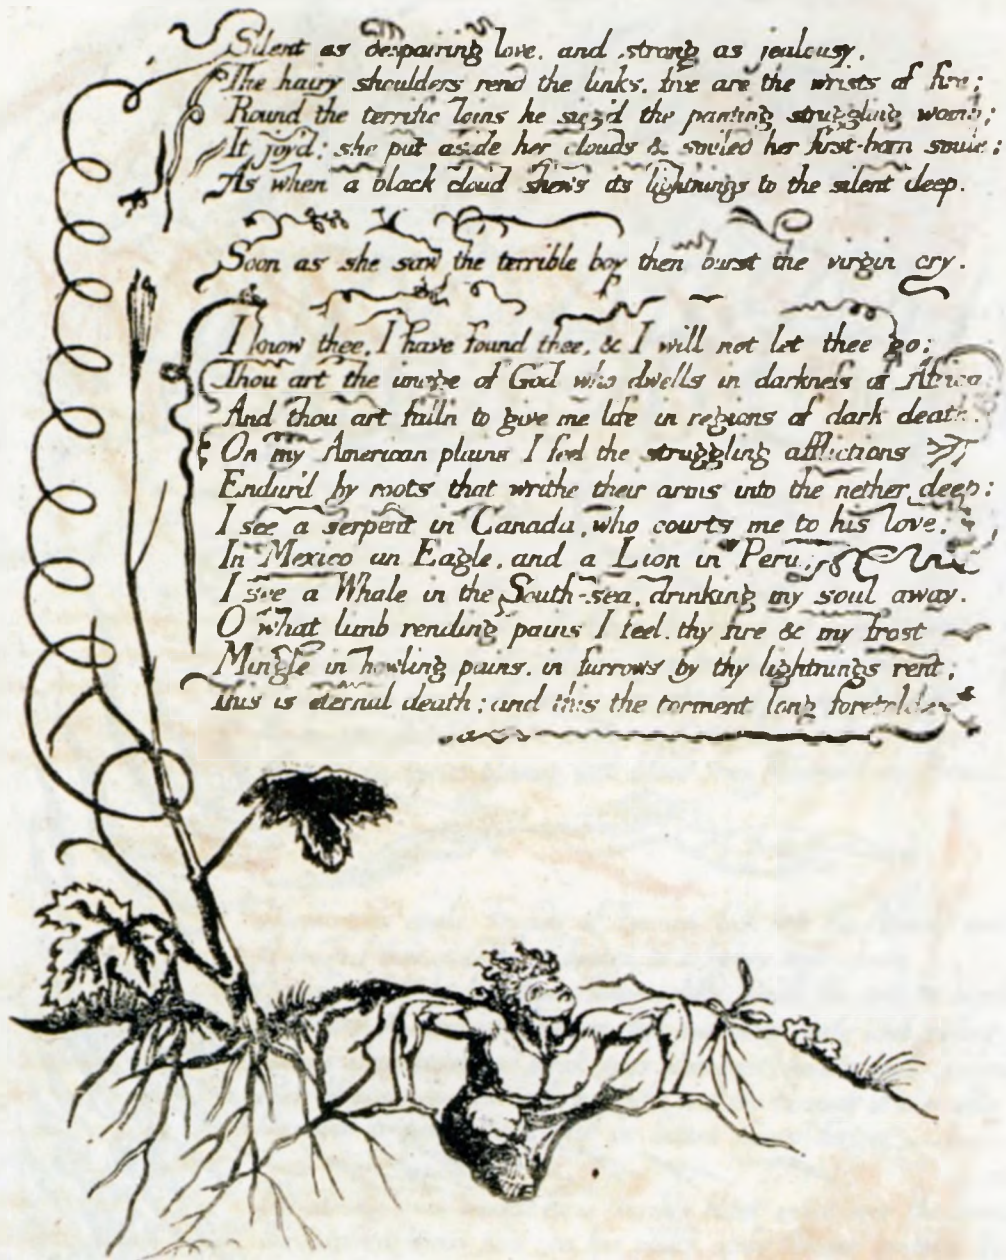 Silent as despairing love, and strong as jealousy,
The hairy shoulders rend the links, free are the wrists of fire;
Round the terrific loins he siez'd the panting struggling womb;
It joy'd: she put aside her clouds & smiled her first-born smile;
As when a black cloud shew's its lightnings to the silent deep.
Soon as she saw the terrible boy then burst the virgin cry.
I know thee, I have found thee, & I will not let thee go;
Thou art the image of God who dwells in darkness of Africa
And thou art fall'n to give me life in regions of dark death.
On my American plains I feel the struggling afflictions
Endur'd by roots that writhe their arms into the nether deep:
I see a serpent in Canada, who courts me to his love;
In Mexico an Eagle, and a Lion in Peru;
I see a Whale in the South-sea, drinking my soul away.
O what limb rending pains I feel, thy fire & my frost
Mingle in howling pains, in furrows by thy lightnings rent;
This is eternal death; and this the torment long foretold.